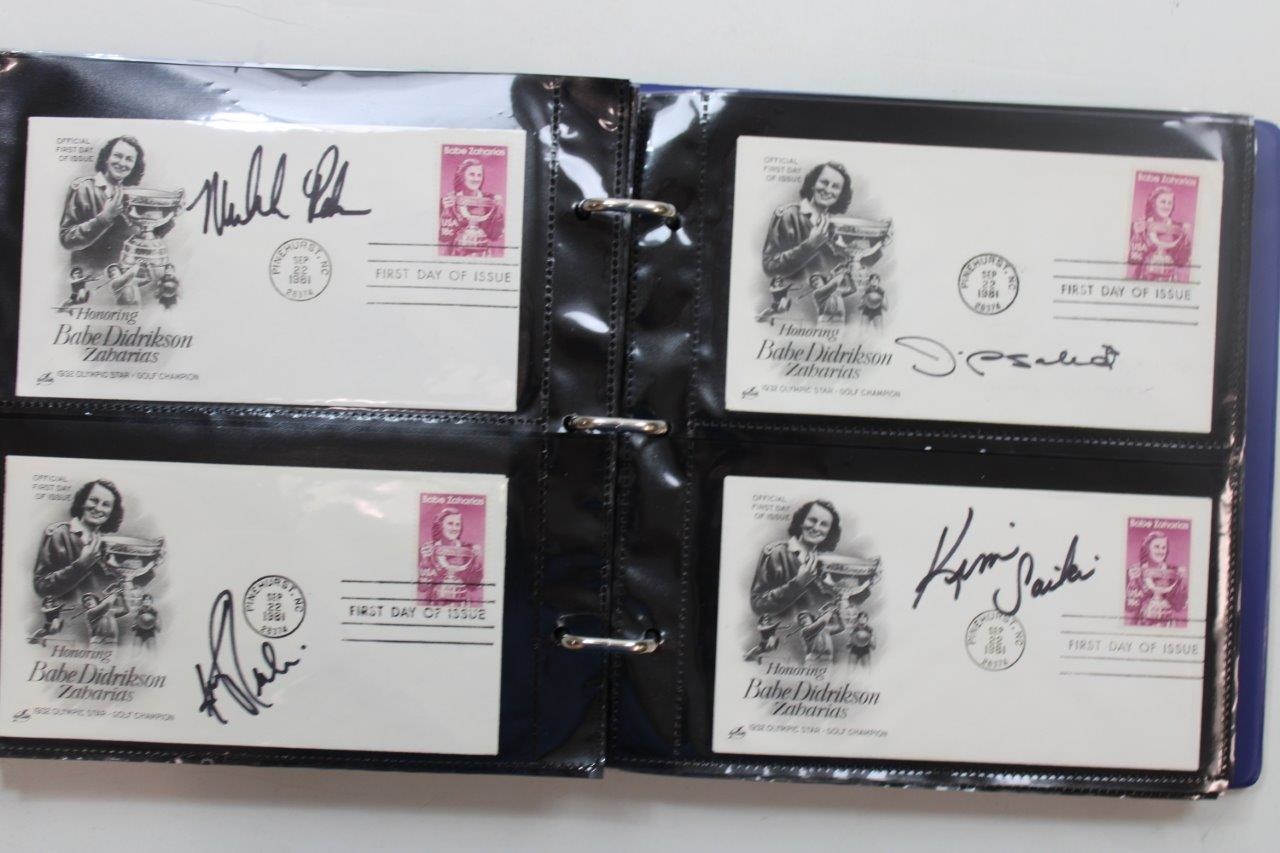 OFFICIAL
FIRST DAY
OF ISSUE
Babe Zaharias
USA
18c
PINEHURST, NC
SEP
22
1981
28374
FIRST DAY OF ISSUE
Honoring
Babe Didrikson
Zaharias
1932 OLYMPIC STAR - GOLF CHAMPION
OFFICIAL
FIRST DAY
OF ISSUE
Babe Zaharias
USA
18c
PINEHURST, NC
SEP
22
1981
28374
FIRST DAY OF ISSUE
Honoring
Babe Didrikson
Zaharias
1932 OLYMPIC STAR - GOLF CHAMPION
OFFICIAL
FIRST DAY
OF ISSUE
Babe Zaharias
USA
18c
PINEHURST, NC
SEP
22
1981
28374
FIRST DAY OF ISSUE
Honoring
Babe Didrikson
Zaharias
1932 OLYMPIC STAR - GOLF CHAMPION
OFFICIAL
FIRST DAY
OF ISSUE
Kim Saiki
Babe Zaharias
USA
18c
PINEHURST, NC
SEP
22
1981
28374
FIRST DAY OF ISSUE
Honoring
Babe Didrikson
Zaharias
1932 OLYMPIC STAR - GOLF CHAMPION